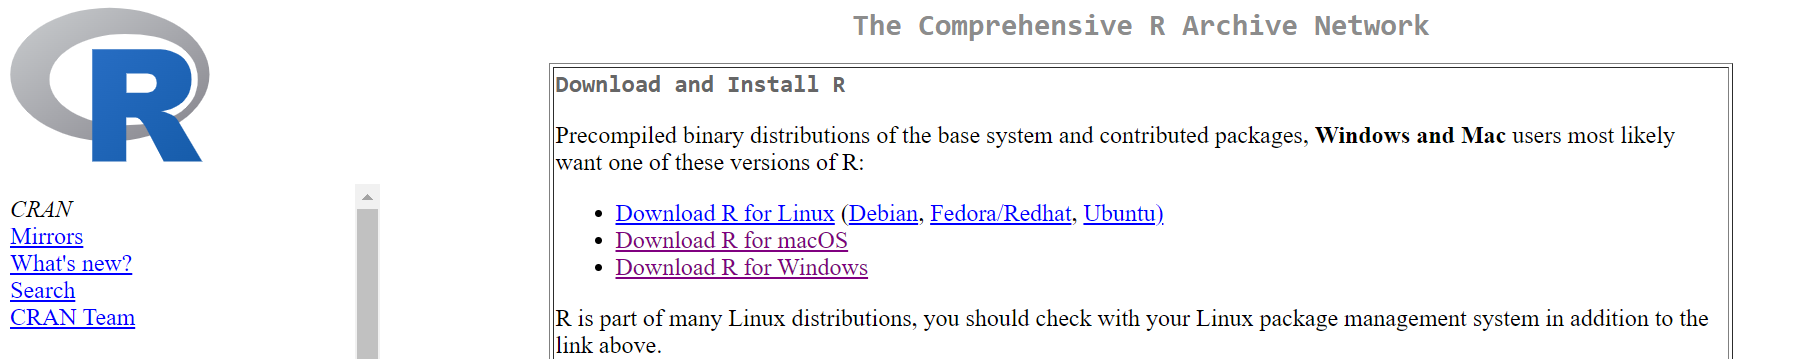 R
The Comprehensive R Archive Network
CRAN
Mirrors
What's new?
Search
CRAN Team
Download and Install R
Precompiled binary distributions of the base system and contributed packages, Windows and Mac users most likely
want one of these versions of R:
• Download R for Linux (Debian, Fedora/Redhat, Ubuntu)
• Download R for macOS
• Download R for Windows
R is part of many Linux distributions, you should check with your Linux package management system in addition to the
link above.